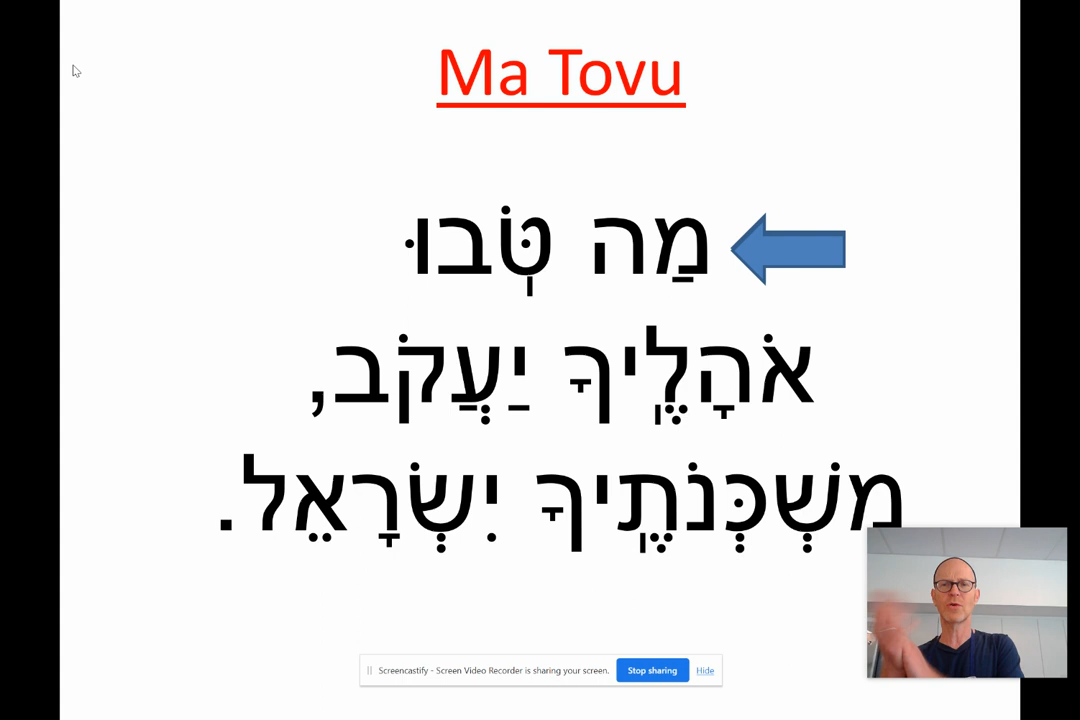 Ma Tovu
מַה טֹּֽבוּ
אֹהָלֶֽיךָ יַעֲקֹב,
מִשְׁכְּנֹתֶֽיךָ יִשְׂרָאֵל.
Screencastify - Screen Video Recorder is sharing your screen. Stop sharing Hide